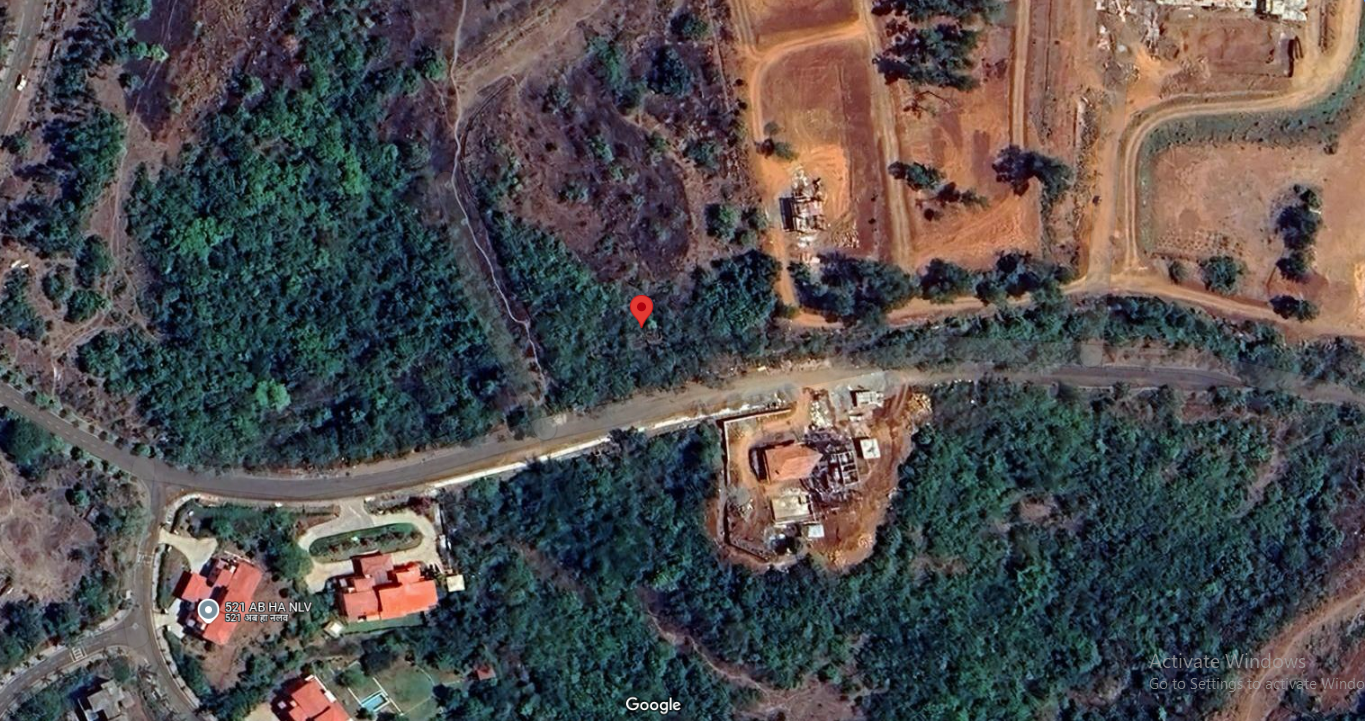 521 AB HA NLV
521 अब हा नलव
Activate Windows
Go to Settings to activate Windo
Google